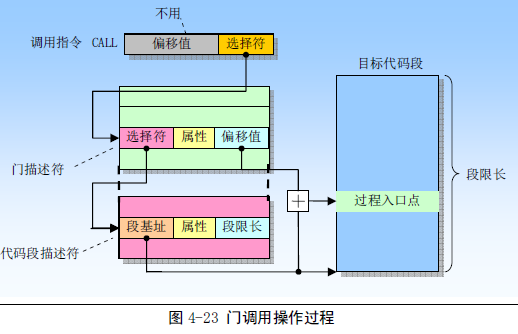 不用
调用指令 CALL 偏移值 选择符
目标代码段
选择符 属性 偏移值
门描述符
段限长
+ 过程入口点
段基址 属性 段限长
代码段描述符
图 4-23 门调用操作过程